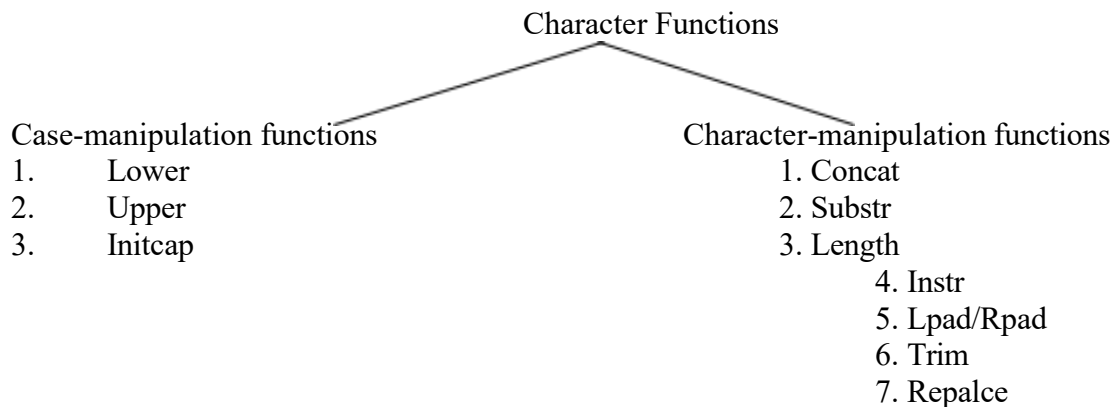 Character Functions
Case-manipulation functions
1. Lower
2. Upper
3. Initcap
Character-manipulation functions
1. Concat
2. Substr
3. Length
4. Instr
5. Lpad/Rpad
6. Trim
7. Repalce